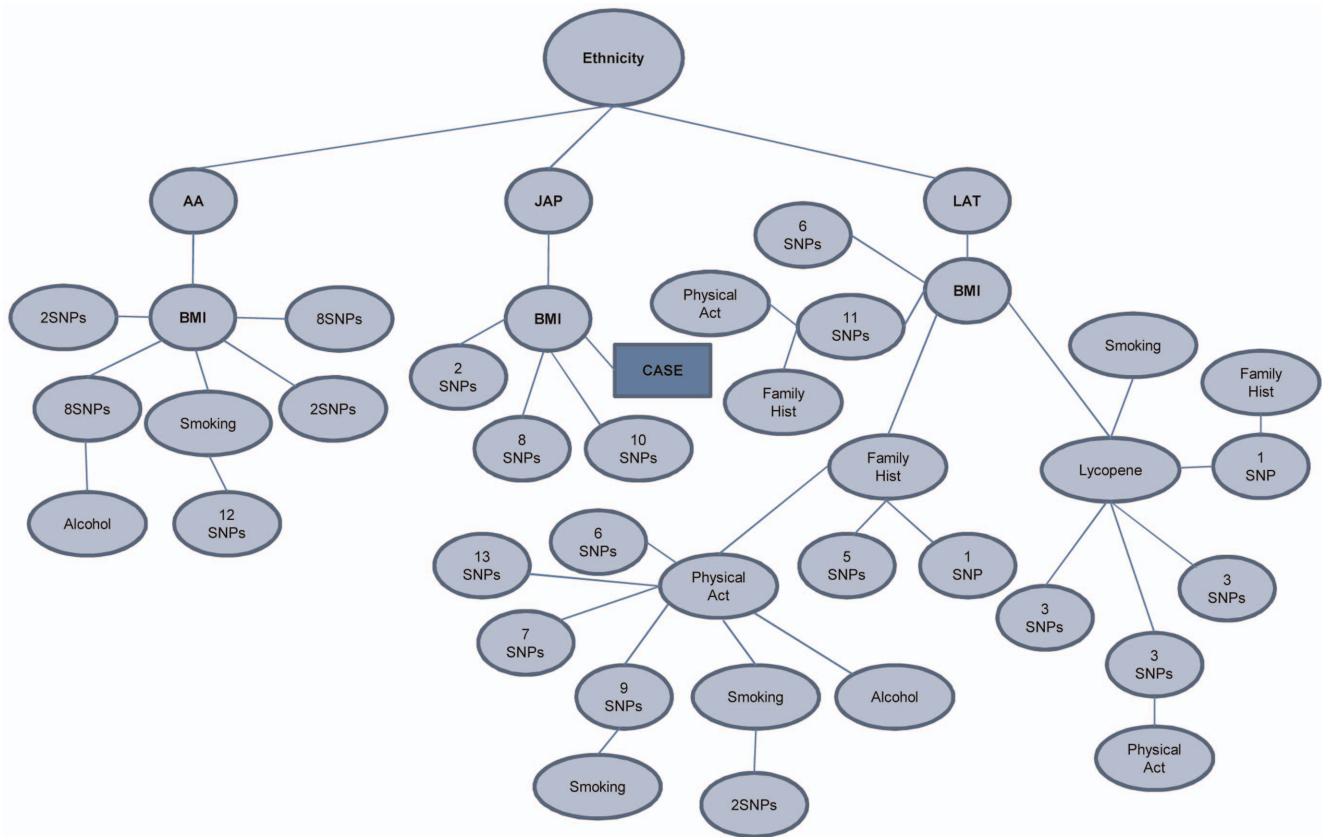 Ethnicity
AA
JAP
LAT
6
SNPs
2SNPs
BMI
8SNPs
BMI
Physical
Act
11
SNPs
BMI
2
SNPs
CASE
Smoking
8SNPs
Smoking
2SNPs
Family
Hist
Family
Hist
8
SNPs
10
SNPs
Family
Hist
Lycopene
1
SNP
Alcohol
12
SNPs
6
SNPs
13
SNPs
Physical
Act
5
SNPs
1
SNP
3
SNPs
3
SNPs
7
SNPs
3
SNPs
9
SNPs
Smoking
Alcohol
Physical
Act
Smoking
2SNPs